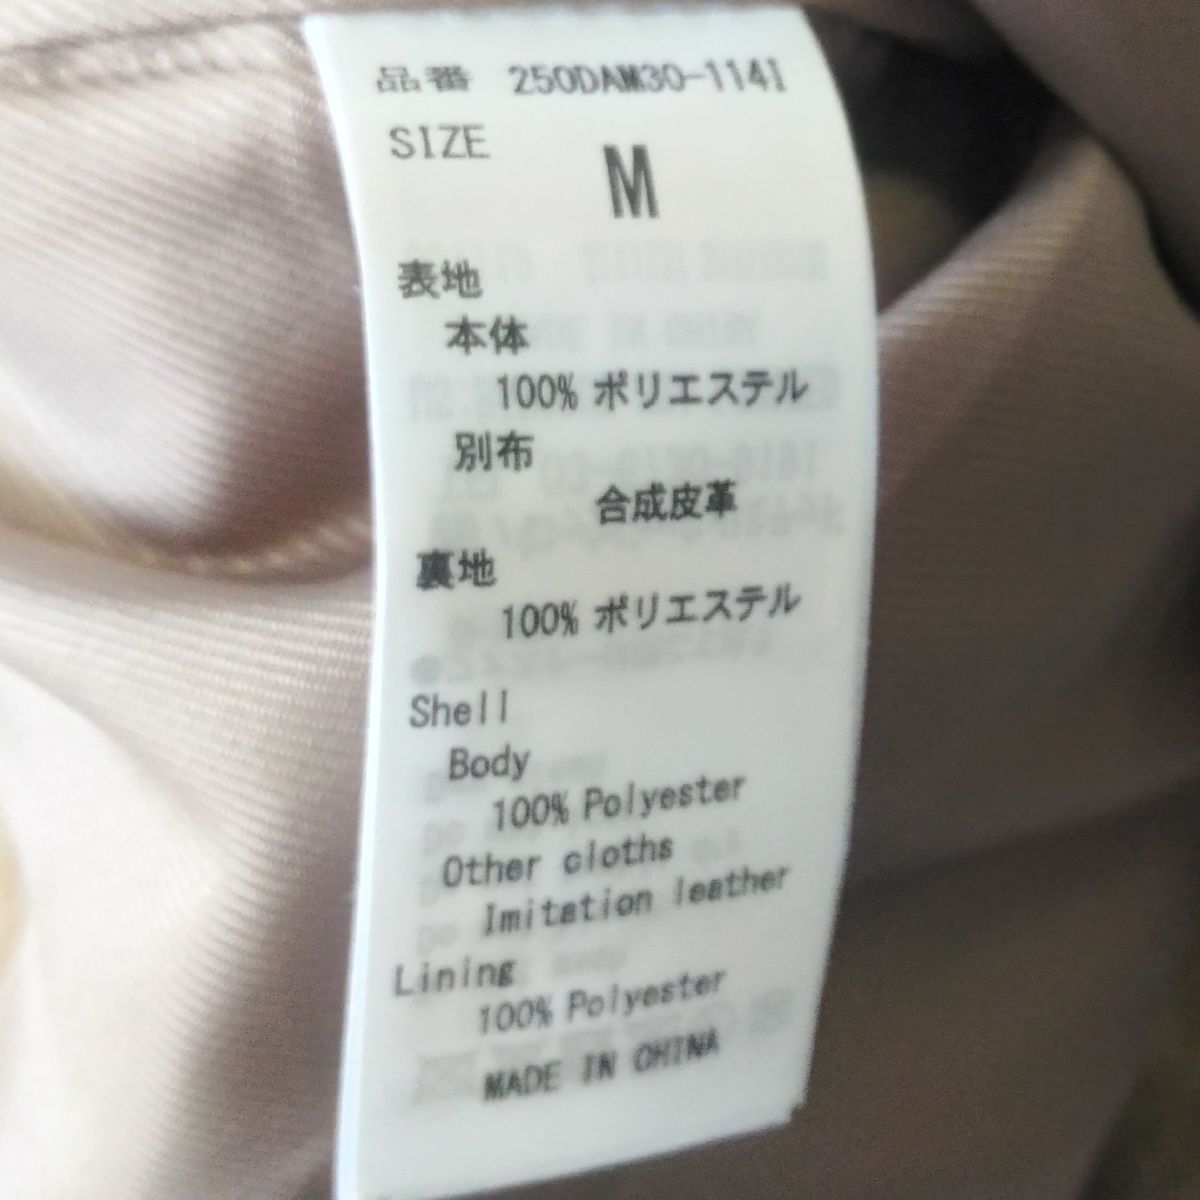 品番 250DAM30-1141
SIZE
M
表地
本体
100% ポリエステル
別布
合成皮革
裏地
100% ポリエステル
Shell
Body
100% Polyester
Other cloths
Imitation leather
Lining
100% Polyester
MADE IN CHINA